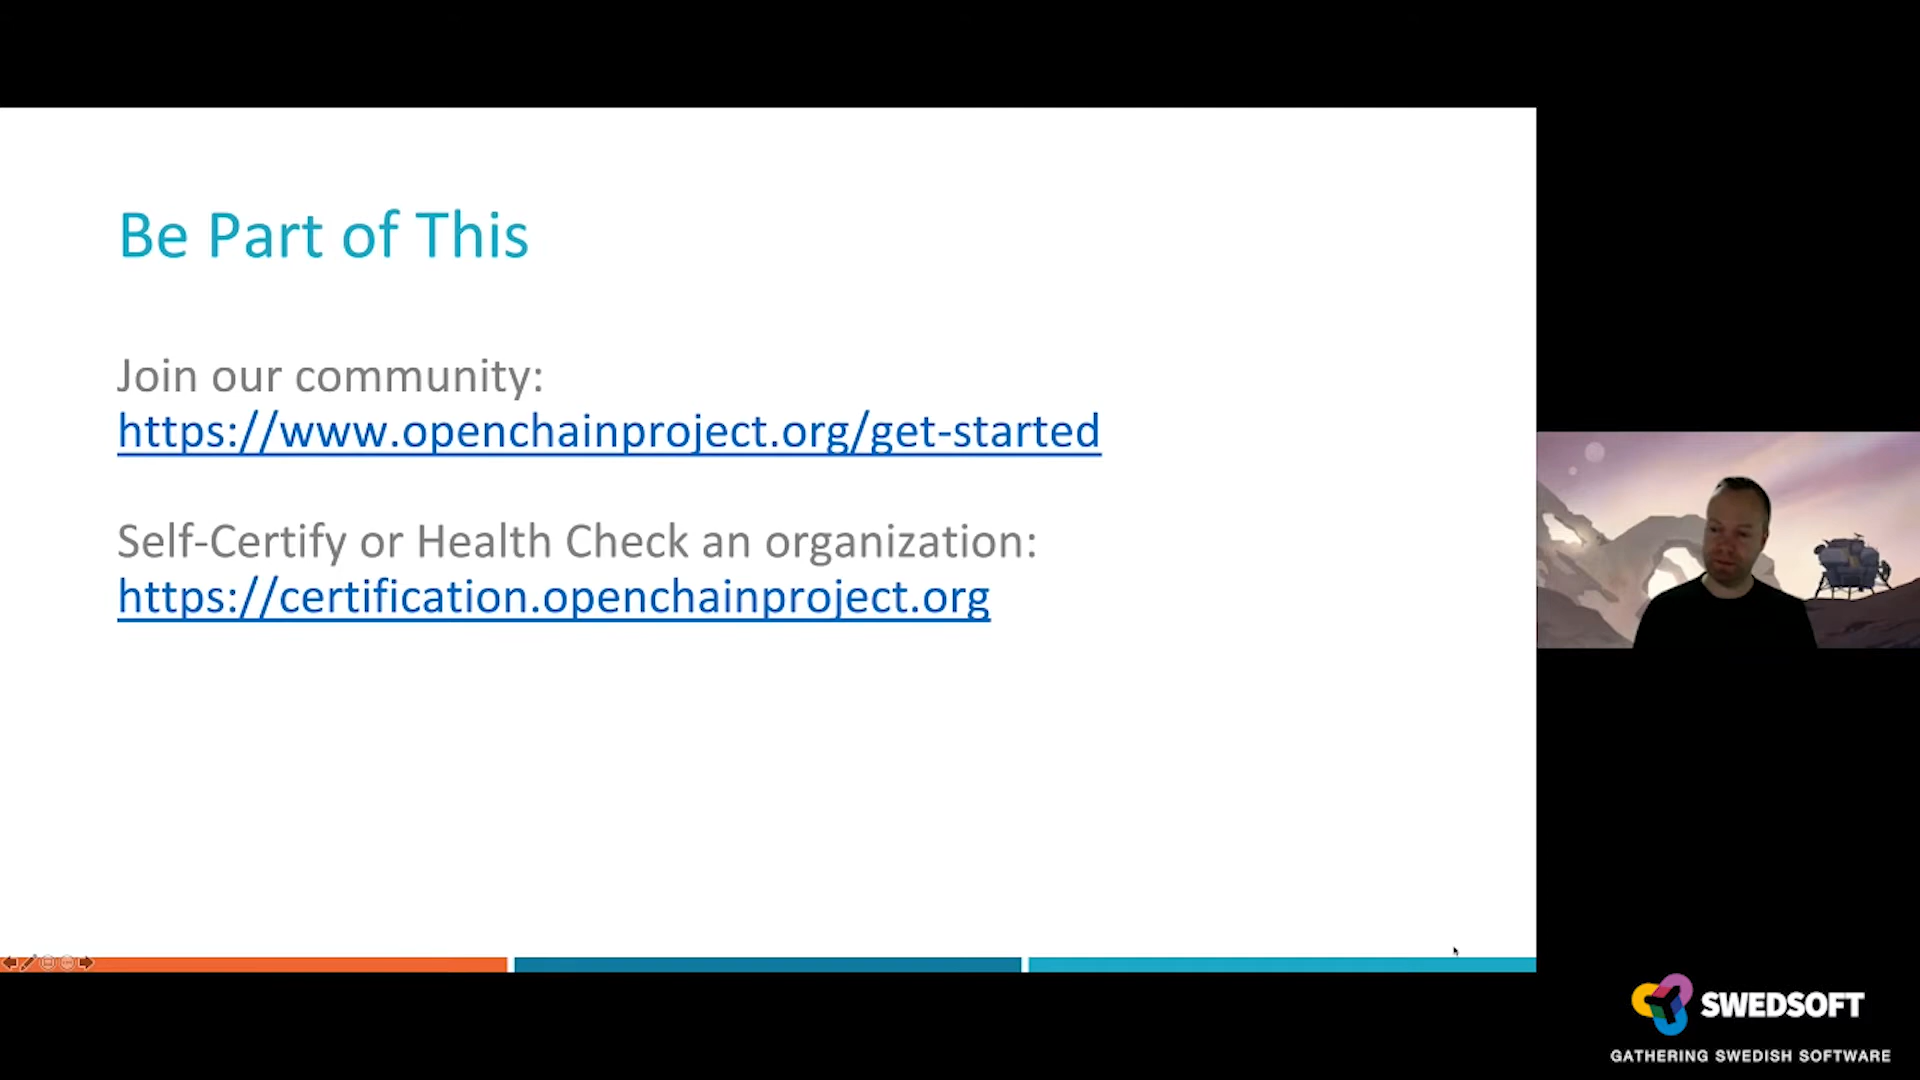 Be Part of This
Join our community:
https://www.openchainproject.org/get-started
Self-Certify or Health Check an organization:
https://certification.openchainproject.org
SWEDSOFT
GATHERING SWEDISH SOFTWARE